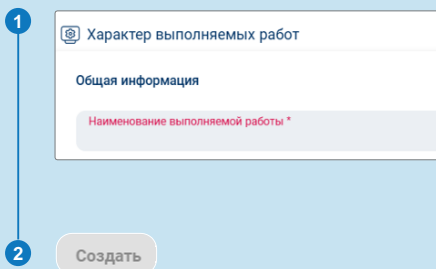 1
Характер выполняемых работ
Общая информация
Наименование выполняемой работы *
2
Создать